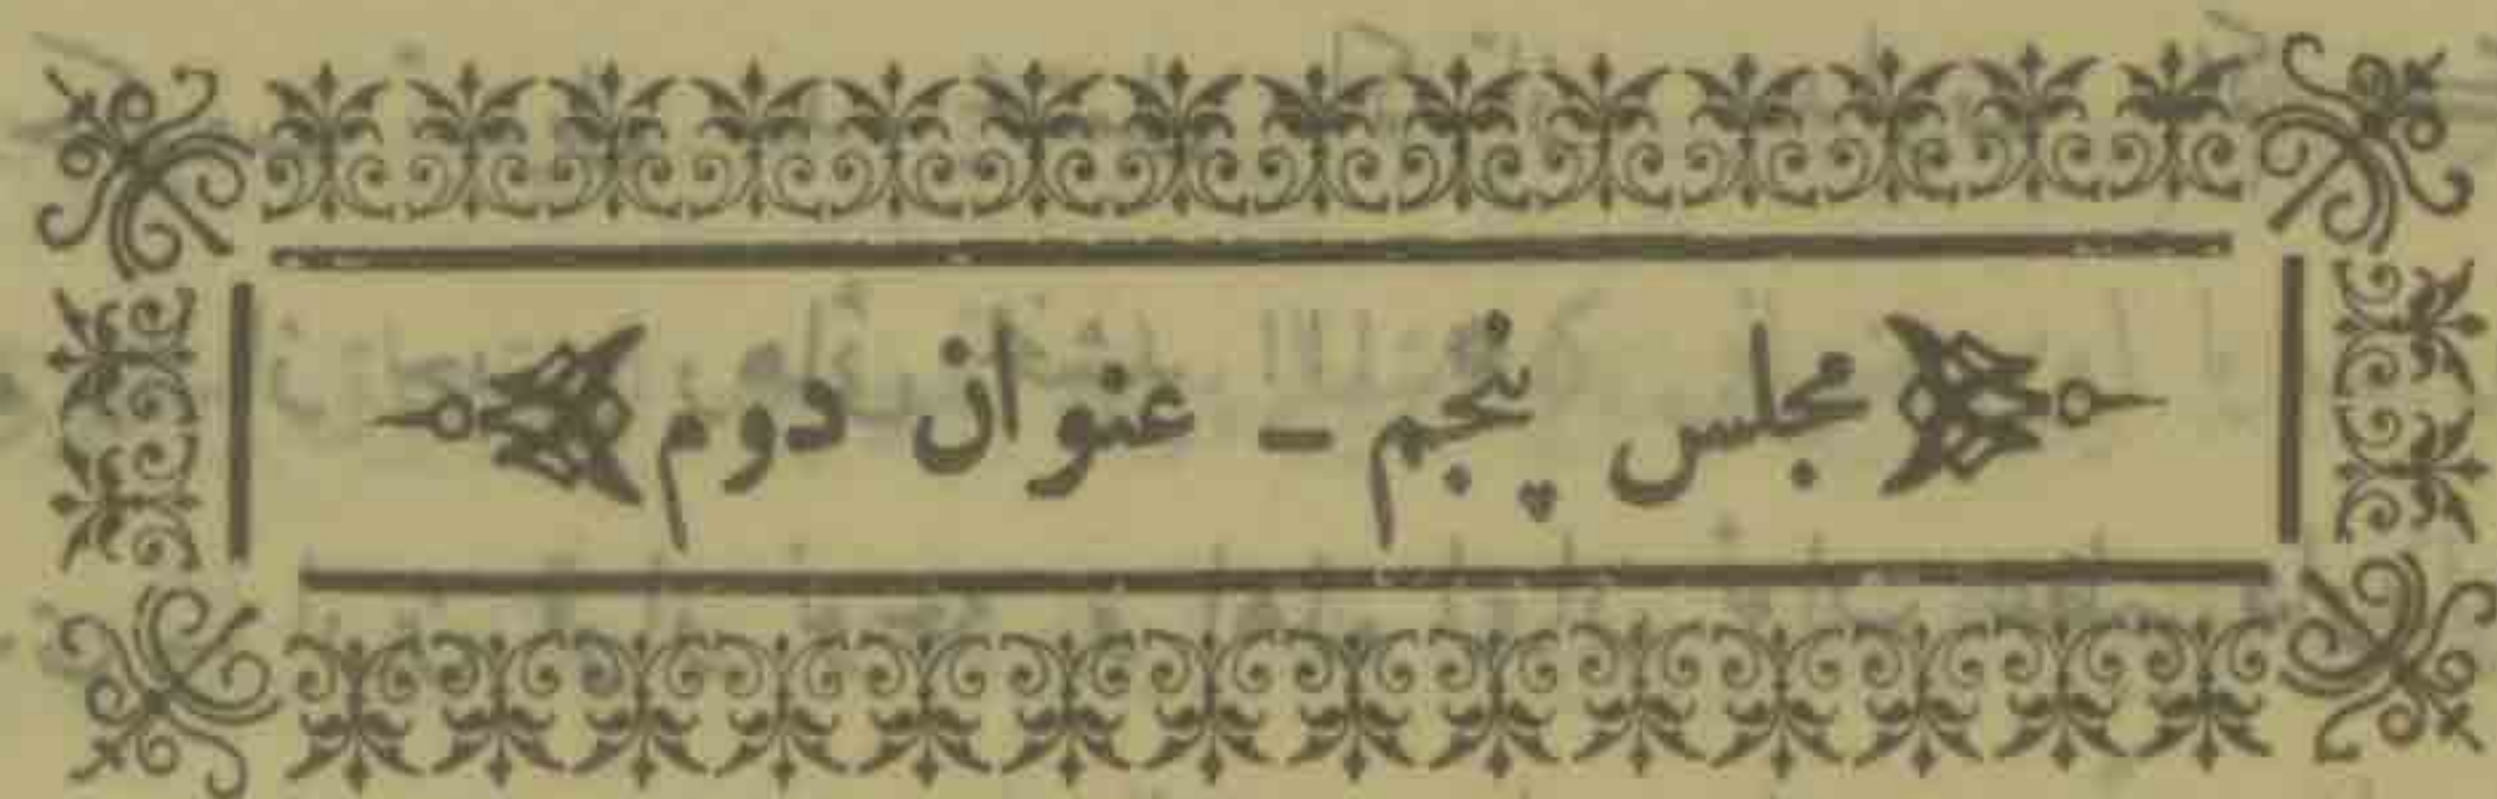 مجلس پنجم - عنوان دوم